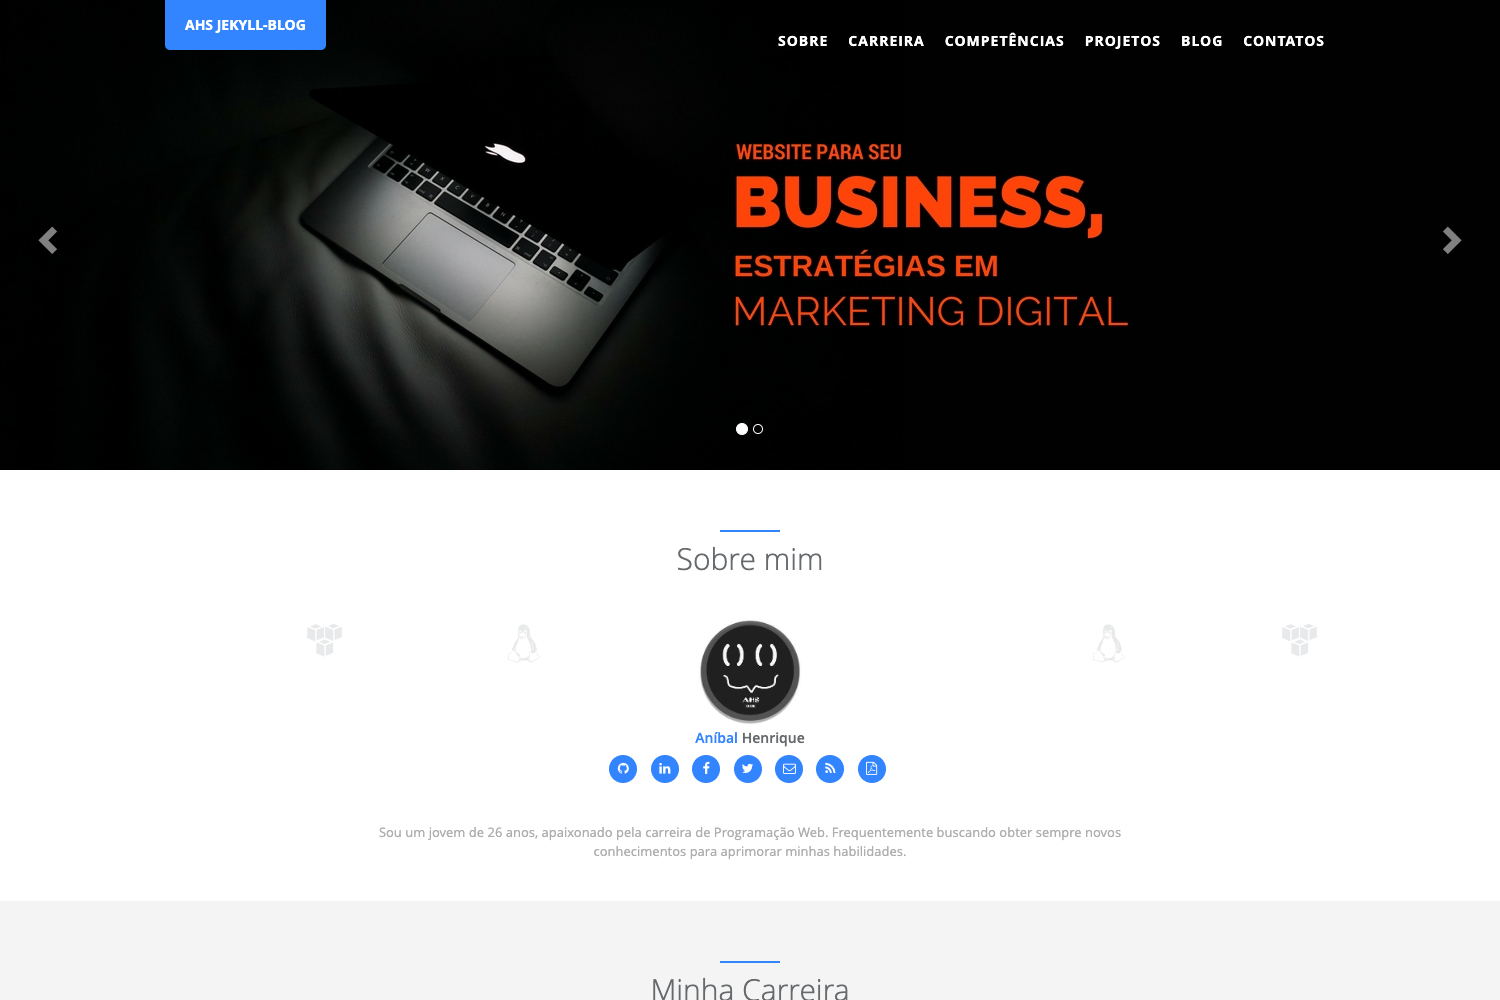 AHS JEKYLL-BLOG
SOBRE CARREIRA COMPETÊNCIAS PROJETOS BLOG CONTATOS
WEBSITE PARA SEU
BUSINESS,
ESTRATÉGIAS EM
MARKETING DIGITAL
Sobre mim
AHS
Aníbal Henrique
Sou um jovem de 26 anos, apaixonado pela carreira de Programação Web. Frequentemente buscando obter sempre novos
conhecimentos para aprimorar minhas habilidades.
Minha Carreira